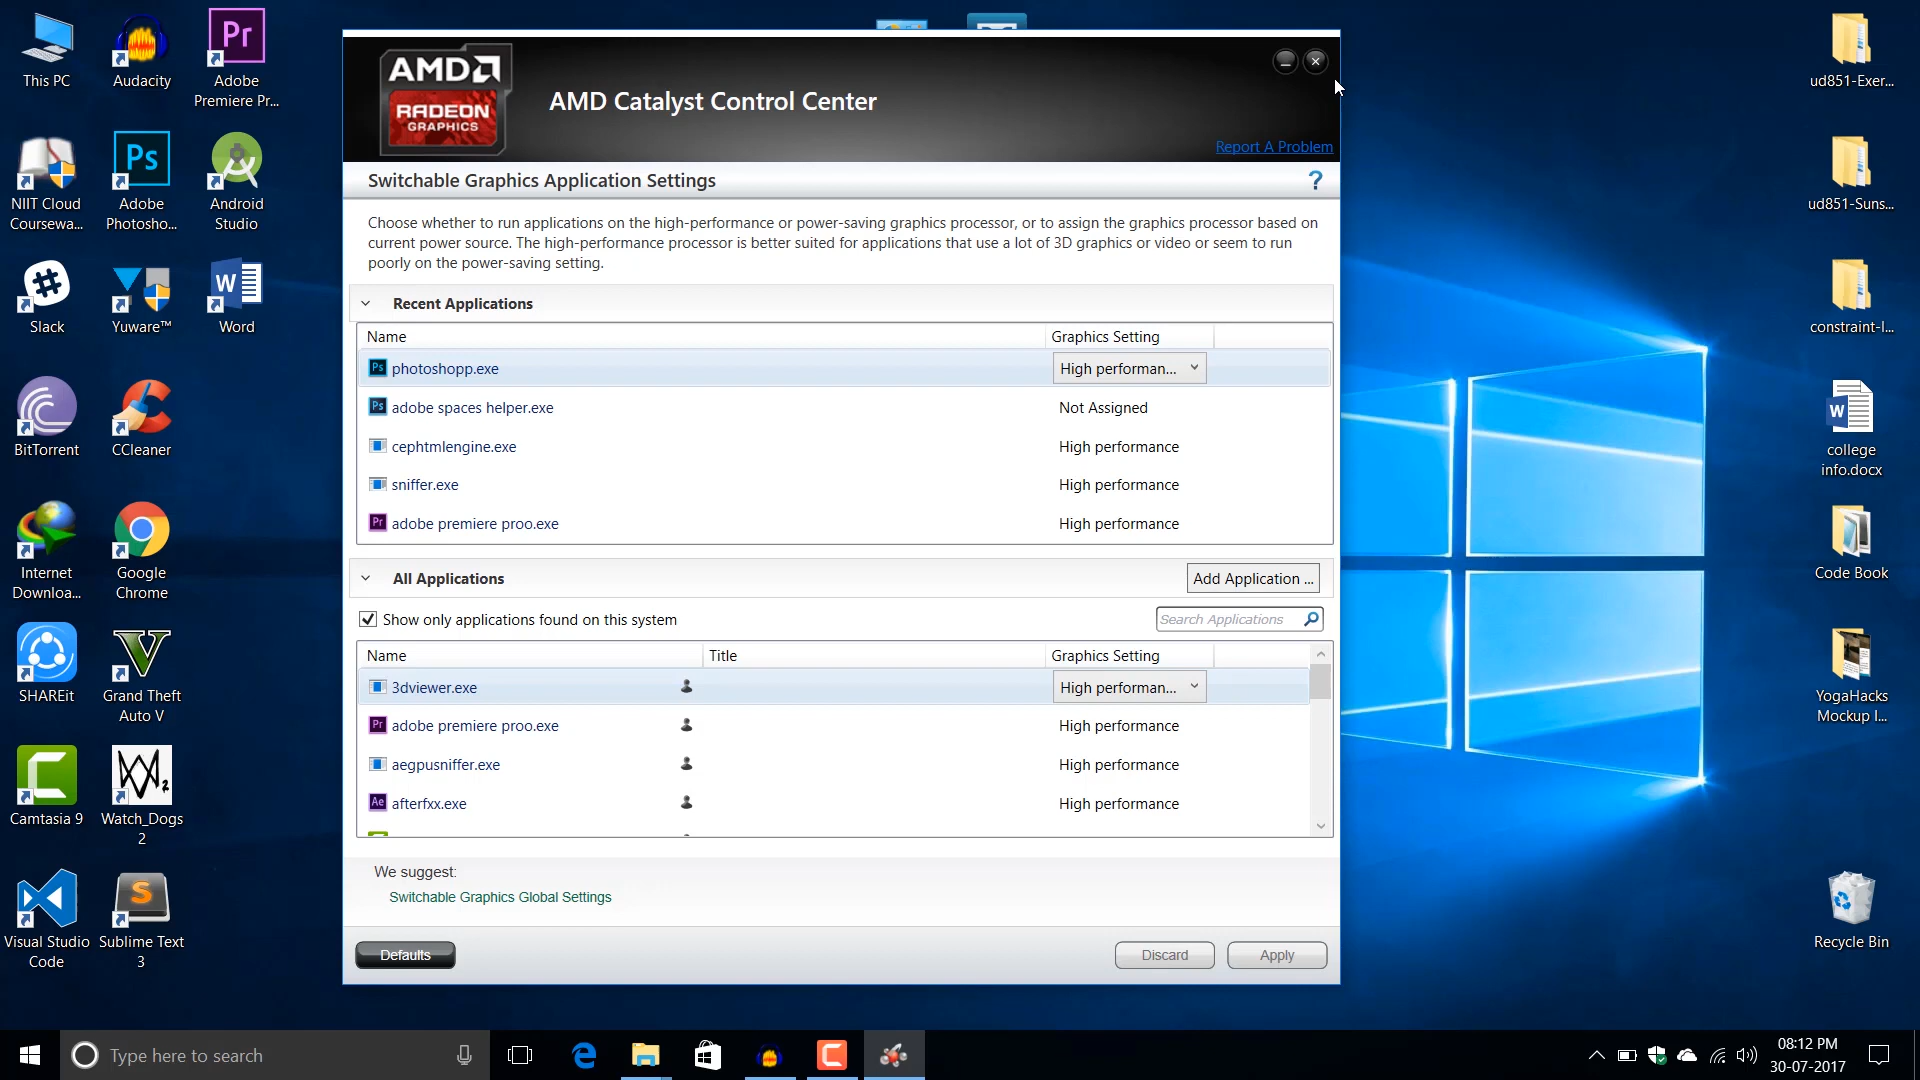 This PC
Audacity
Adobe
Premiere Pr...
NIIT Cloud
Coursewa...
Adobe
Photosho...
Android
Studio
Slack
Yuware™
Word
BitTorrent
CCleaner
Internet
Downloa...
Google
Chrome
SHAREit
Grand Theft
Auto V
Camtasia 9
Watch_Dogs
2
Visual Studio
Code
Sublime Text
3
AMD
RADEON
GRAPHICS
AMD Catalyst Control Center
Report A Problem
Switchable Graphics Application Settings
?
Choose whether to run applications on the high-performance or power-saving graphics processor, or to assign the graphics processor based on
current power source. The high-performance processor is better suited for applications that use a lot of 3D graphics or video or seem to run
poorly on the power-saving setting.
Recent Applications
Name Graphics Setting
Ps photoshopp.exe High performan...
Ps adobe spaces helper.exe Not Assigned
cephtmlengine.exe High performance
sniffer.exe High performance
Pr adobe premiere proo.exe High performance
All Applications Add Application ...
Show only applications found on this system Search Applications
Name Title Graphics Setting
3dviewer.exe High performan...
Pr adobe premiere proo.exe High performance
aegpusniffer.exe High performance
Ae afterfxx.exe High performance
We suggest:
Switchable Graphics Global Settings
Defaults Discard Apply
ud851-Exer...
ud851-Suns...
constraint-l...
college
info.docx
Code Book
YogaHacks
Mockup I...
Recycle Bin
Type here to search
08:12 PM
30-07-2017